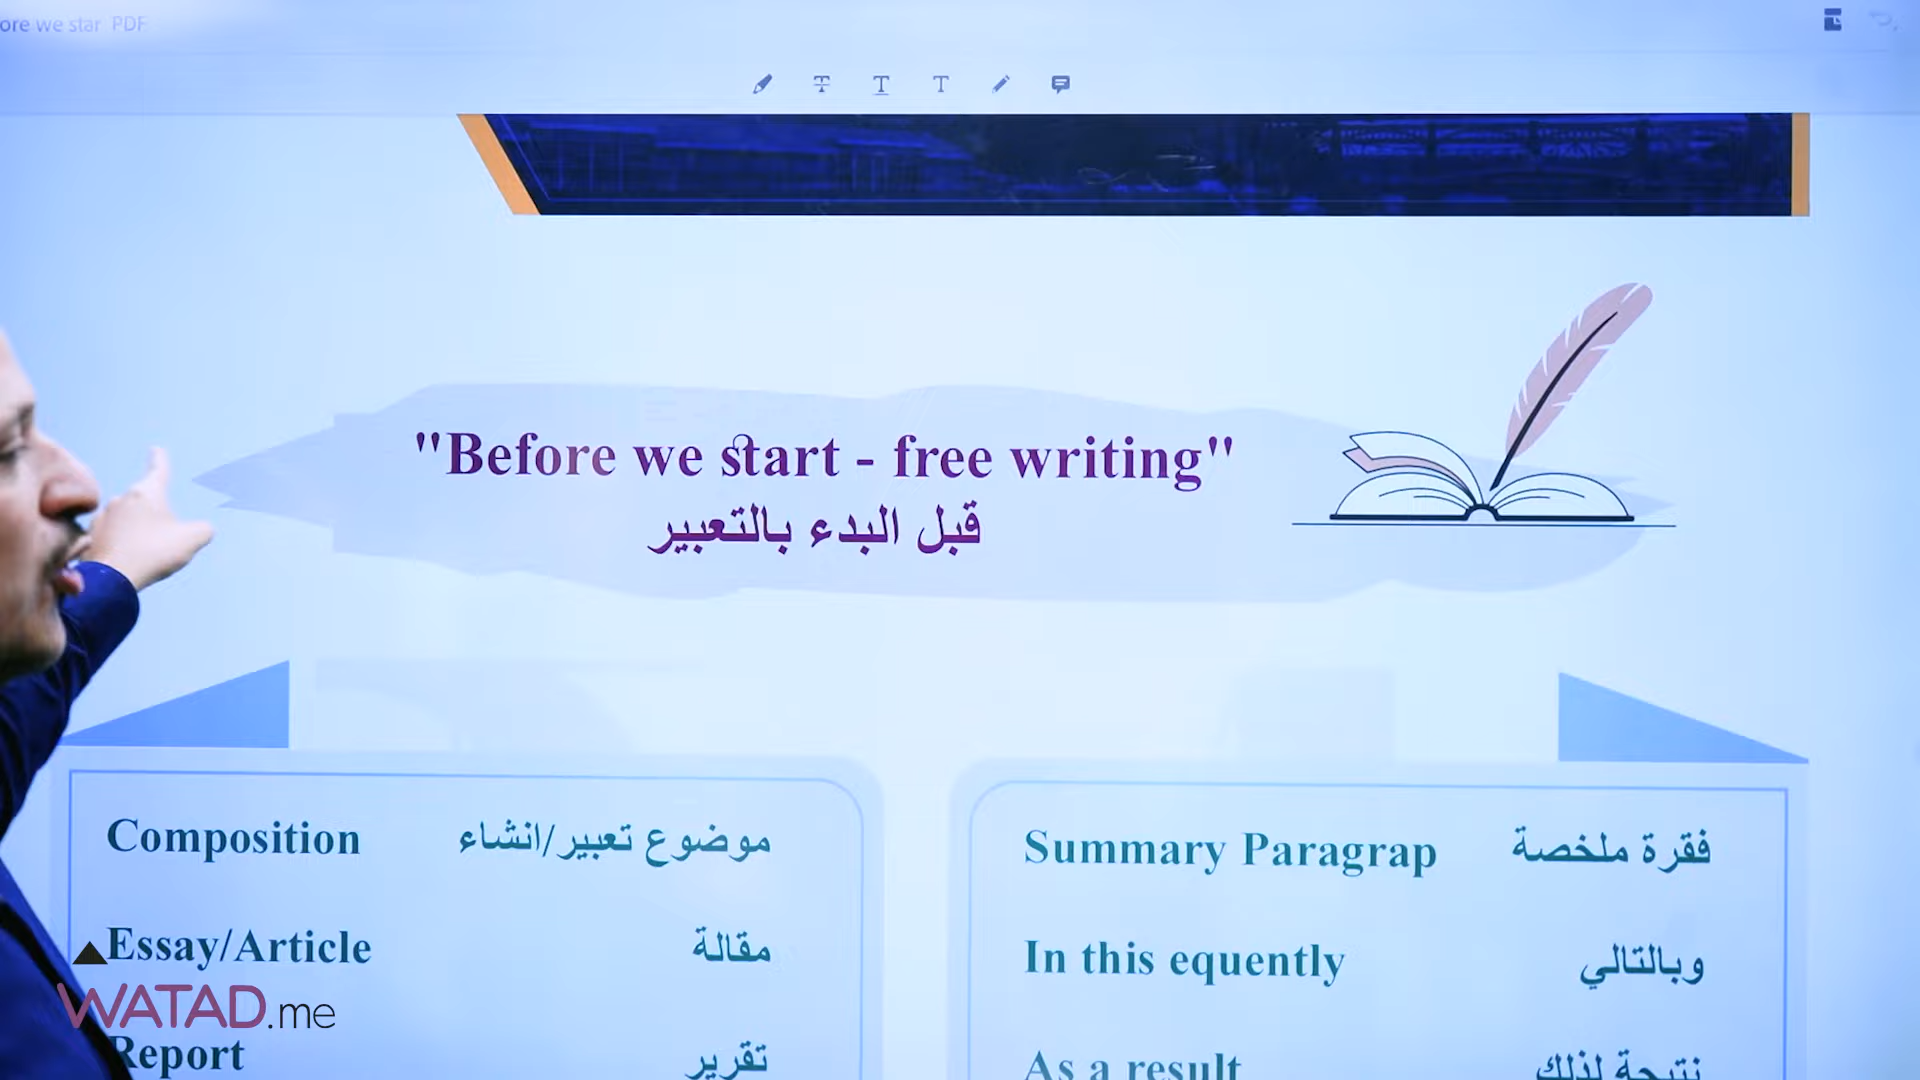 ore we star PDF
"Before we start - free writing"
قبل البدء بالتعبير
Composition موضوع تعبير/انشاء
Essay/Article مقالة
Report تقرير
Summary Paragrap فقرة ملخصة
In this equently وبالتالي
As a result نتيجة لذلك
WATAD.me